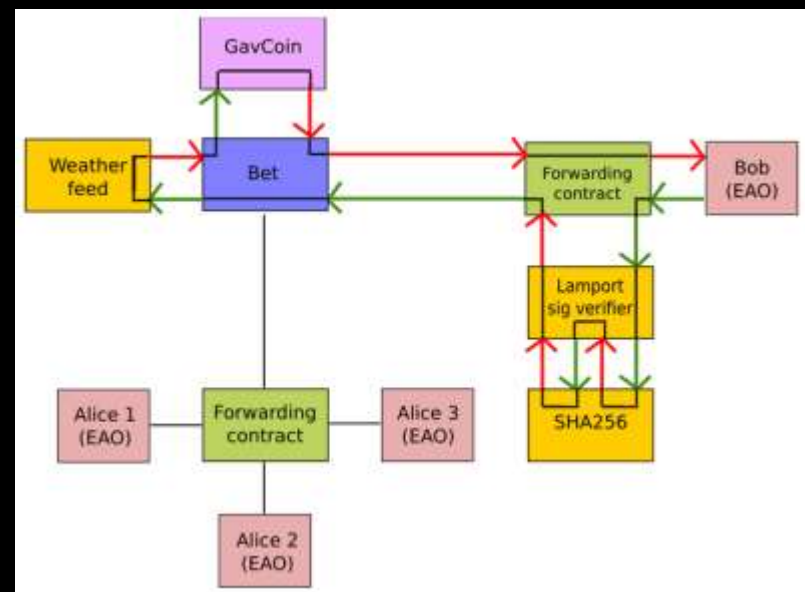 GavCoin
Weather
feed
Bet
Forwarding
contract
Bob
(EAO)
Lamport
sig verifier
SHA256
Alice 1
(EAO)
Forwarding
contract
Alice 3
(EAO)
Alice 2
(EAO)